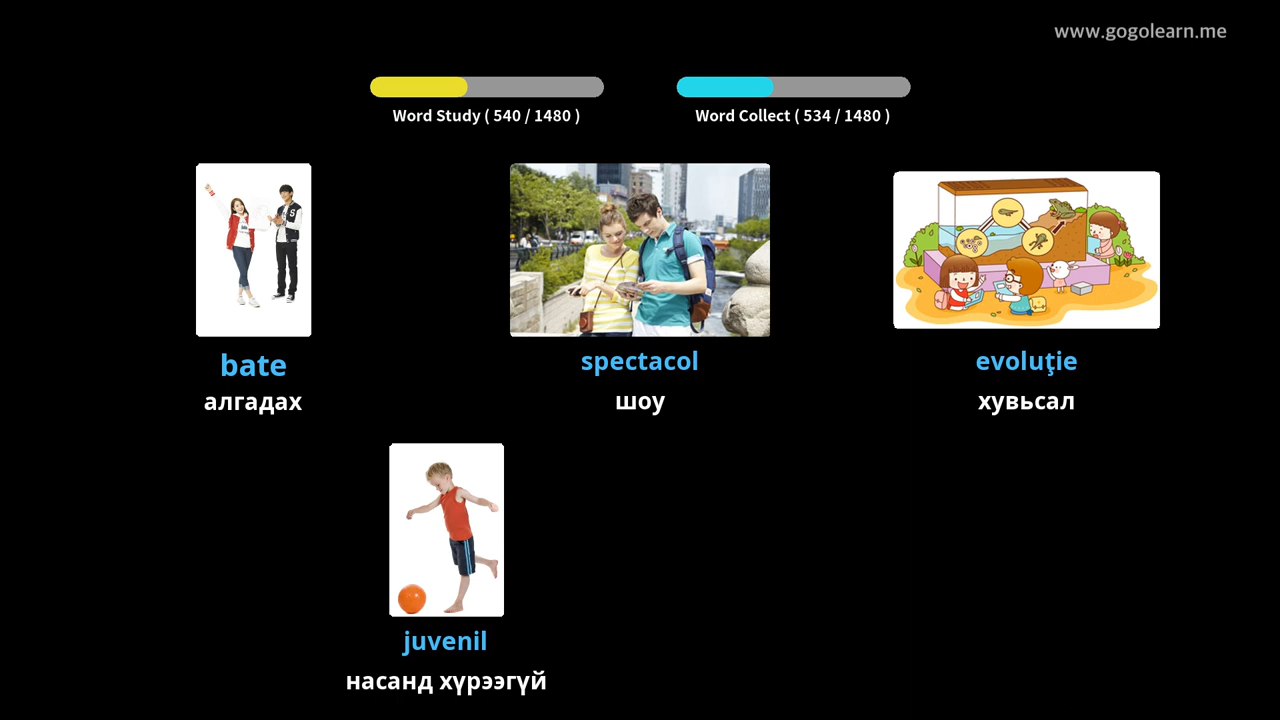 www.gogolearn.me
Word Study ( 540 / 1480 )
Word Collect ( 534 / 1480 )
bate
алгадах
spectacol
шоу
evoluţie
хувьсал
juvenil
насанд хүрээгүй